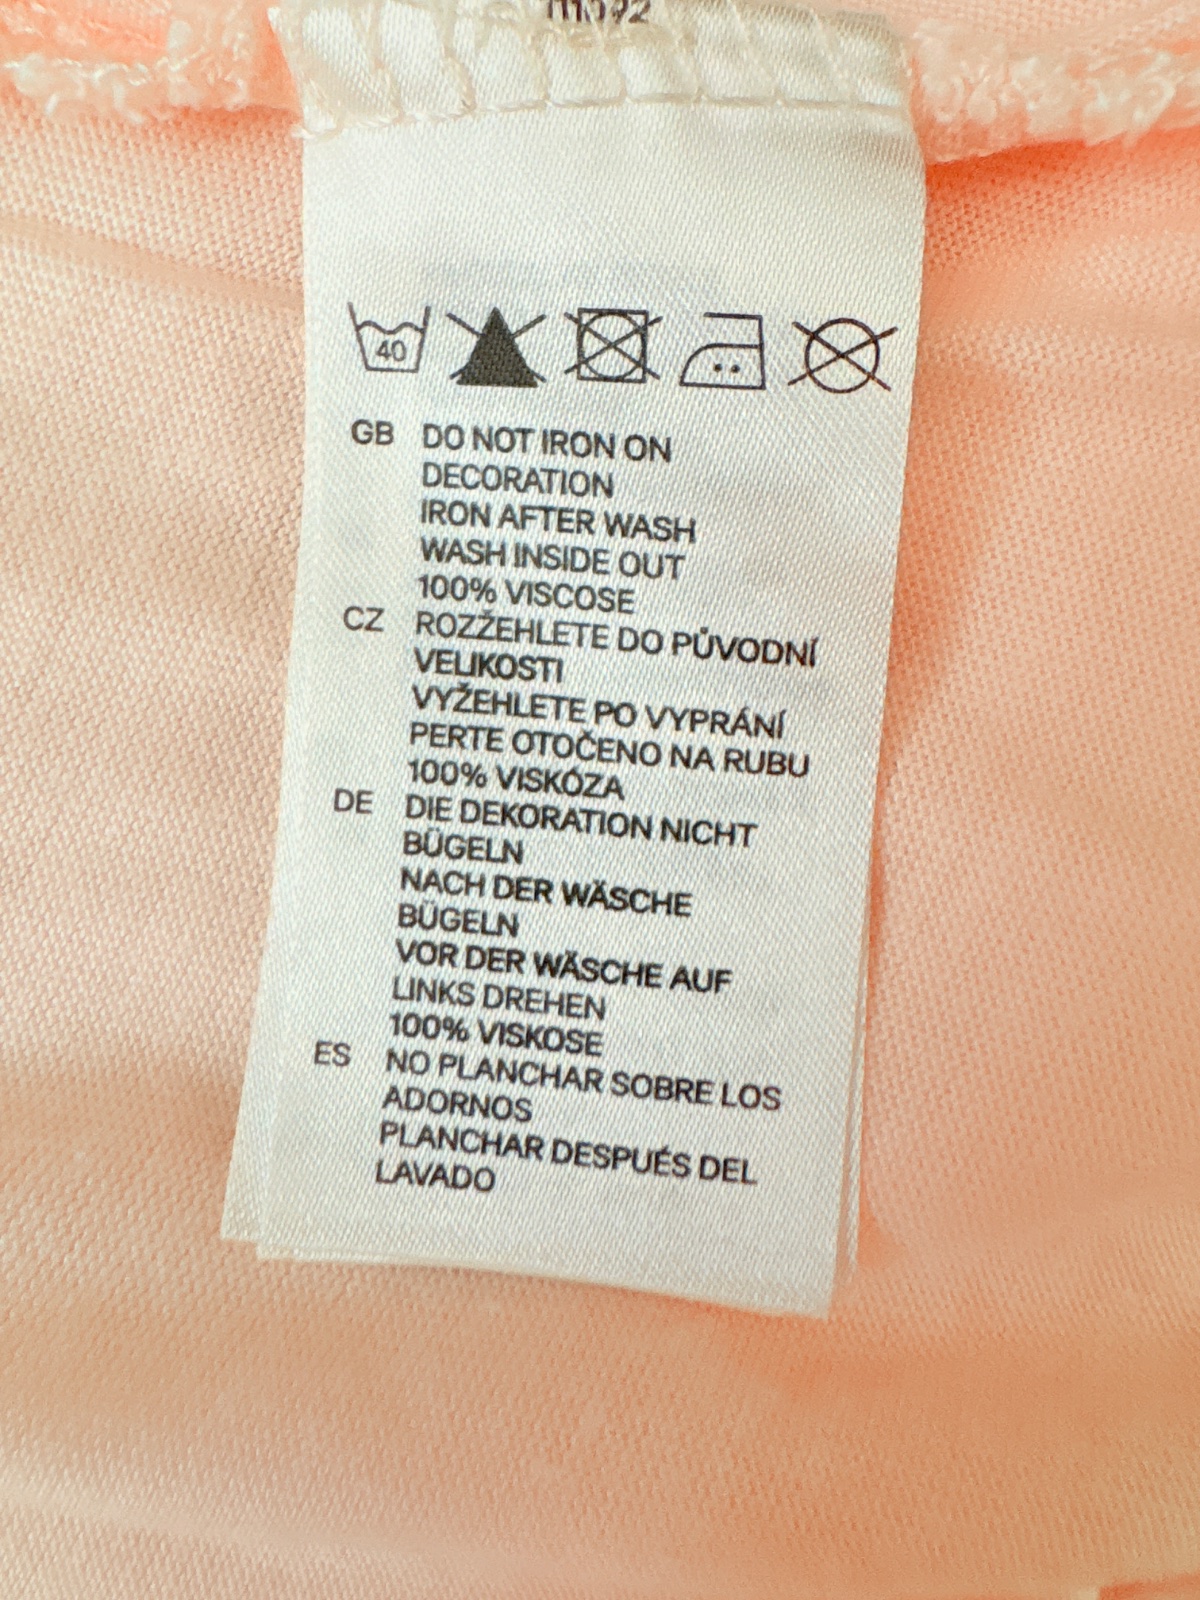 40
GB DO NOT IRON ON
DECORATION
IRON AFTER WASH
WASH INSIDE OUT
100% VISCOSE
CZ ROZŽEHLETE DO PŮVODNÍ
VELIKOSTI
VYŽEHLETE PO VYPRÁNÍ
PERTE OTOČENO NA RUBU
100% VISKÓZA
DE DIE DEKORATION NICHT
BÜGELN
NACH DER WÄSCHE
BÜGELN
VOR DER WÄSCHE AUF
LINKS DREHEN
100% VISKOSE
ES NO PLANCHAR SOBRE LOS
ADORNOS
PLANCHAR DESPUÉS DEL
LAVADO